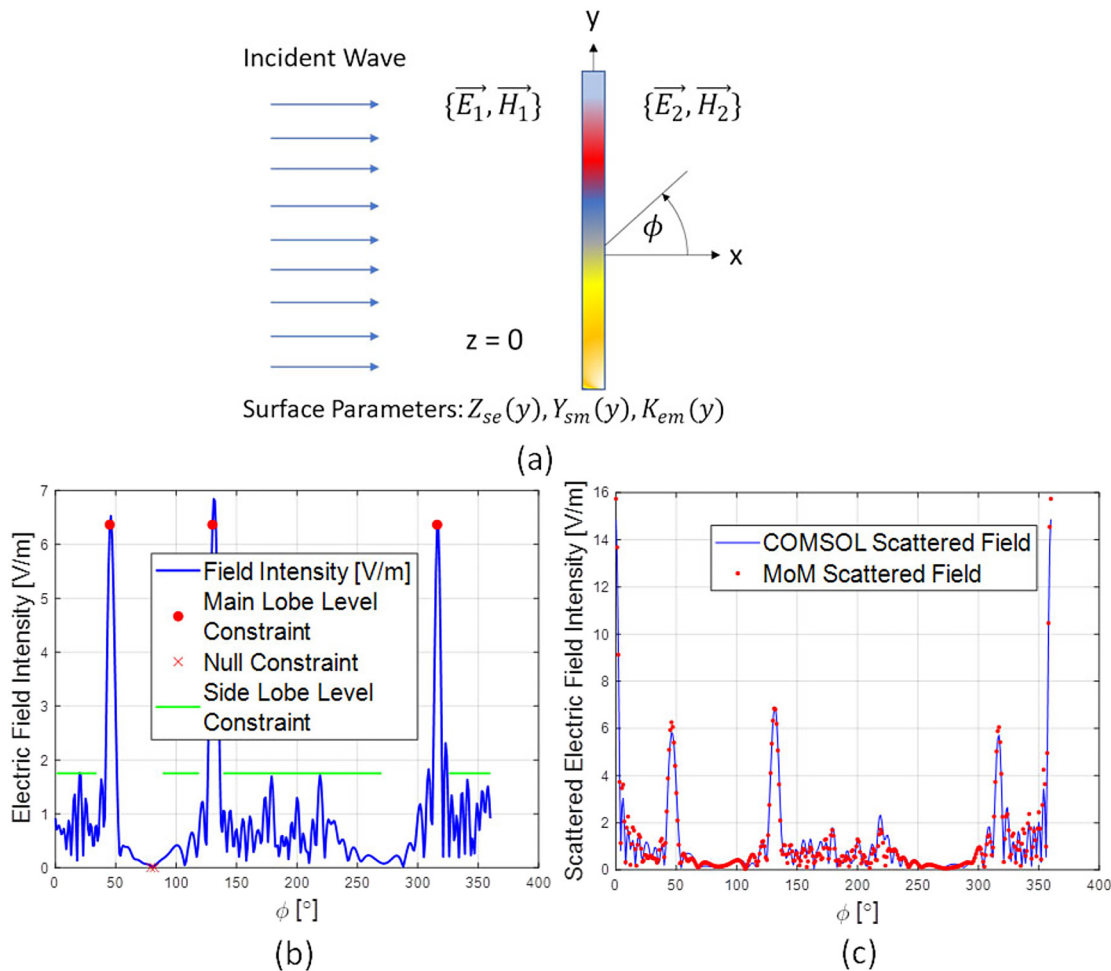 y
Incident Wave
{E₁⃗, H₁⃗}
{E₂⃗, H₂⃗}
ϕ
x
z = 0
Surface Parameters: Zse(y), Ysm(y), Kem(y)
(a)
7
6
5
4
3
2
1
0
Electric Field Intensity [V/m]
Field Intensity [V/m]
Main Lobe Level
Constraint
Null Constraint
Side Lobe Level
Constraint
0 50 100 150 200 250 300 350 400
ϕ [°]
(b)
16
14
12
10
8
6
4
2
0
Scattered Electric Field Intensity [V/m]
COMSOL Scattered Field
MoM Scattered Field
0 50 100 150 200 250 300 350 400
ϕ [°]
(c)